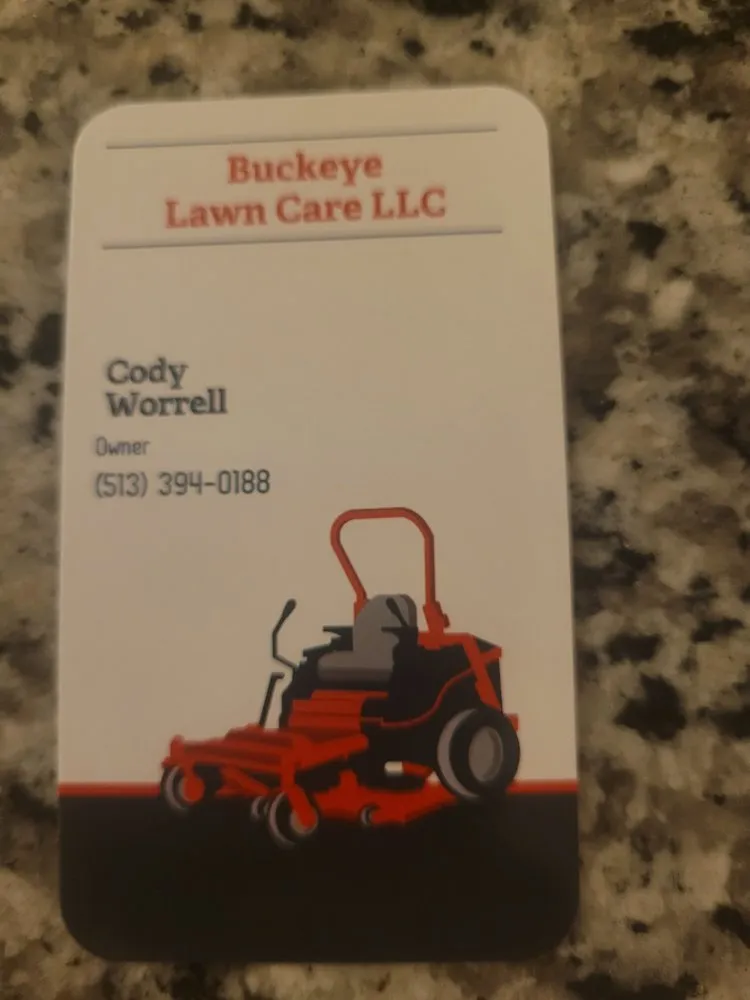 Buckeye
Lawn Care LLC
Cody
Worrell
Owner
(513) 394-0188